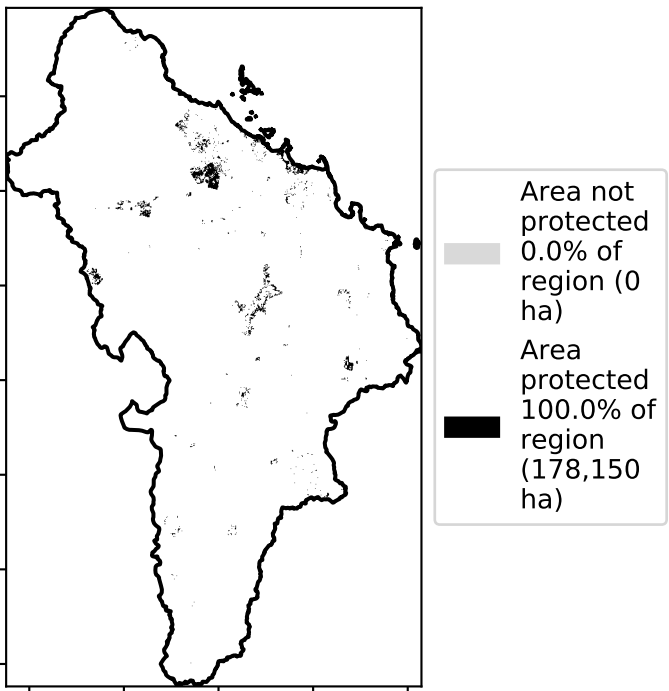 Area not
protected
0.0% of
region (0
ha)
Area
protected
100.0% of
region
(178,150
ha)